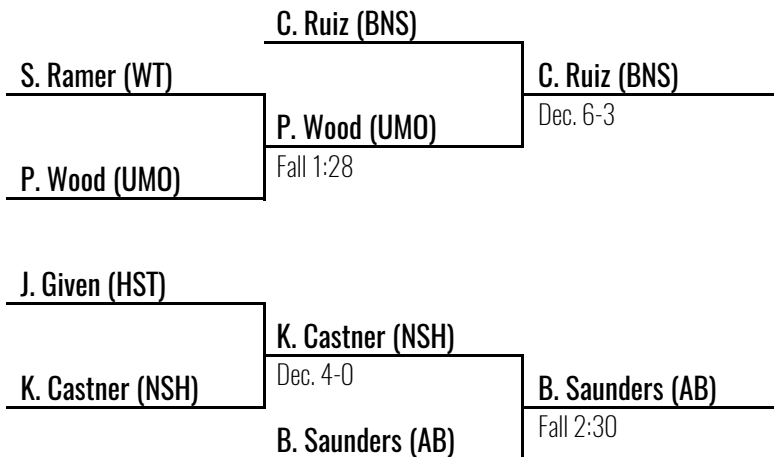 C. Ruiz (BNS)
S. Ramer (WT)
C. Ruiz (BNS)
Dec. 6-3
P. Wood (UMO)
Fall 1:28
P. Wood (UMO)
J. Given (HST)
K. Castner (NSH)
Dec. 4-0
K. Castner (NSH)
B. Saunders (AB)
Fall 2:30
B. Saunders (AB)